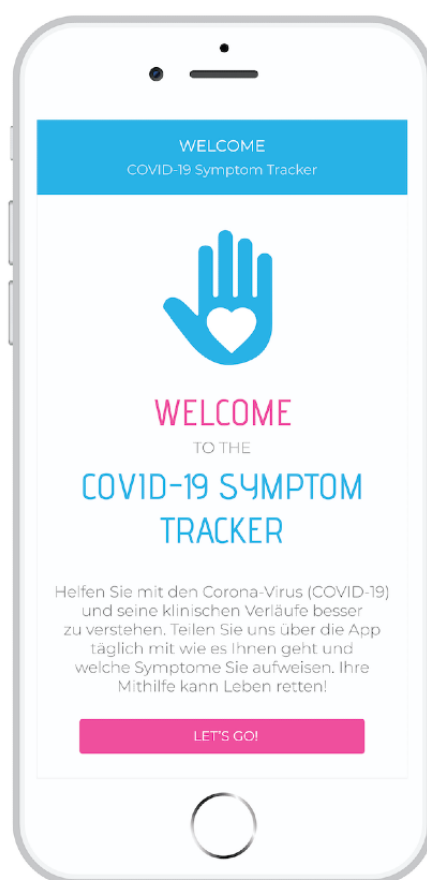 WELCOME
COVID-19 Symptom Tracker
WELCOME
TO THE
COVID-19 SYMPTOM
TRACKER
Helfen Sie mit den Corona-Virus (COVID-19)
und seine klinischen Verläufe besser
zu verstehen. Teilen Sie uns über die App
täglich mit wie es Ihnen geht und
welche Symptome Sie aufweisen. Ihre
Mithilfe kann Leben retten!
LET'S GO!